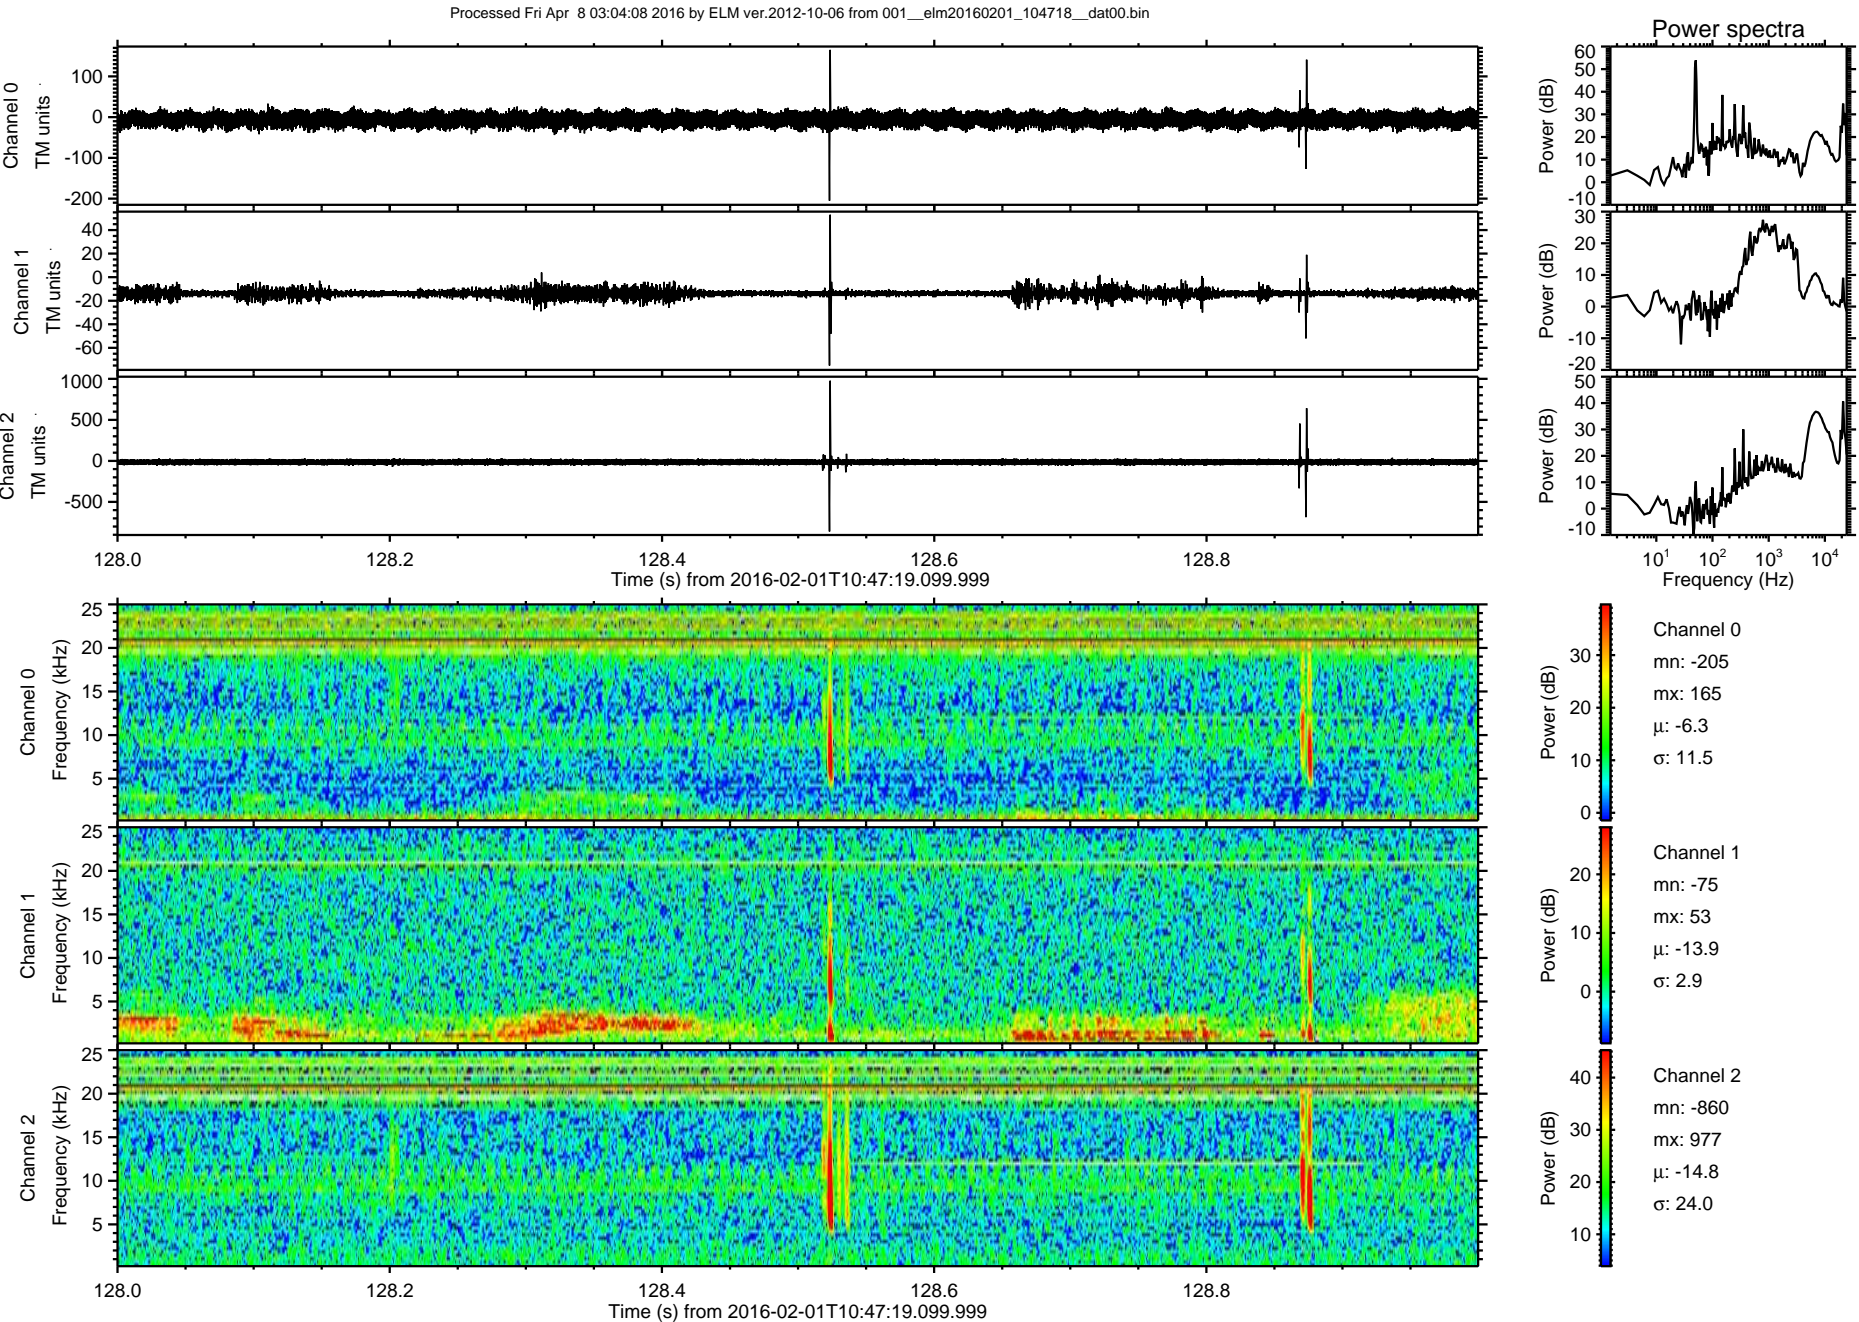 Processed Fri Apr  8 03:04:08 2016 by ELM ver.2012-10-06 from 001__elm20160201_104718__dat00.bin
Power spectra
Channel 0
TM units
100
0
-100
-200
Power (dB)
60
50
40
30
20
10
0
-10
Channel 1
TM units
40
20
0
-20
-40
-60
Power (dB)
30
20
10
0
-10
-20
Channel 2
TM units
1000
500
0
-500
Power (dB)
50
40
30
20
10
0
-10
128.0 128.2 128.4 128.6 128.8
Time (s) from 2016-02-01T10:47:19.099.999
10¹ 10² 10³ 10⁴
Frequency (Hz)
Channel 0
Frequency (kHz)
25
20
15
10
5
Power (dB)
30
20
10
0
Channel 0
mn: -205
mx: 165
μ: -6.3
σ: 11.5
Channel 1
Frequency (kHz)
25
20
15
10
5
Power (dB)
20
10
0
Channel 1
mn: -75
mx: 53
μ: -13.9
σ: 2.9
Channel 2
Frequency (kHz)
25
20
15
10
5
Power (dB)
40
30
20
10
Channel 2
mn: -860
mx: 977
μ: -14.8
σ: 24.0
128.0 128.2 128.4 128.6 128.8
Time (s) from 2016-02-01T10:47:19.099.999